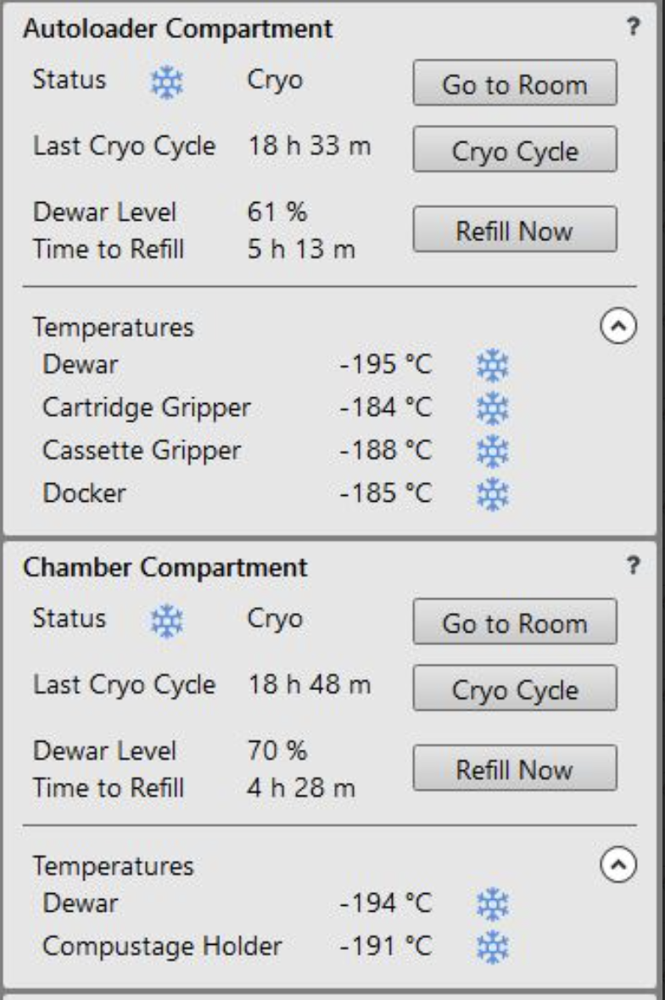 Autoloader Compartment ?
Status Cryo Go to Room
Last Cryo Cycle 18 h 33 m Cryo Cycle
Dewar Level 61 %
Time to Refill 5 h 13 m Refill Now
Temperatures
Dewar -195 °C
Cartridge Gripper -184 °C
Cassette Gripper -188 °C
Docker -185 °C
Chamber Compartment ?
Status Cryo Go to Room
Last Cryo Cycle 18 h 48 m Cryo Cycle
Dewar Level 70 %
Time to Refill 4 h 28 m Refill Now
Temperatures
Dewar -194 °C
Compustage Holder -191 °C